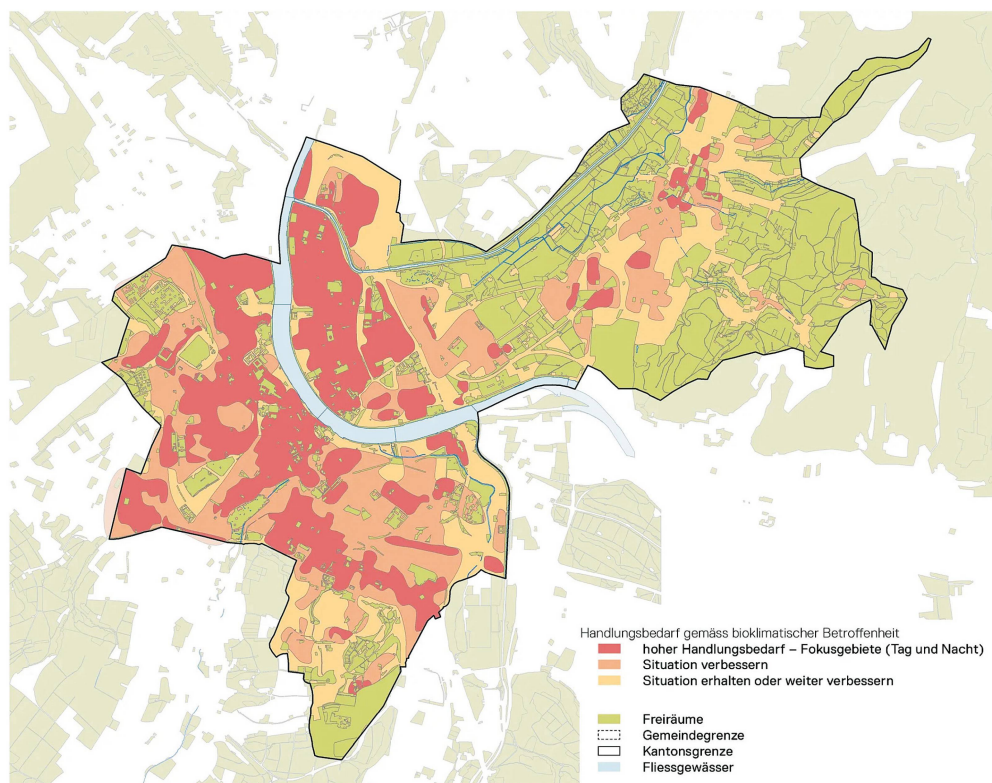 Handlungsbedarf gemäss bioklimatischer Betroffenheit
hoher Handlungsbedarf – Fokusgebiete (Tag und Nacht)
Situation verbessern
Situation erhalten oder weiter verbessern
Freiräume
Gemeindegrenze
Kantonsgrenze
Fliessgewässer